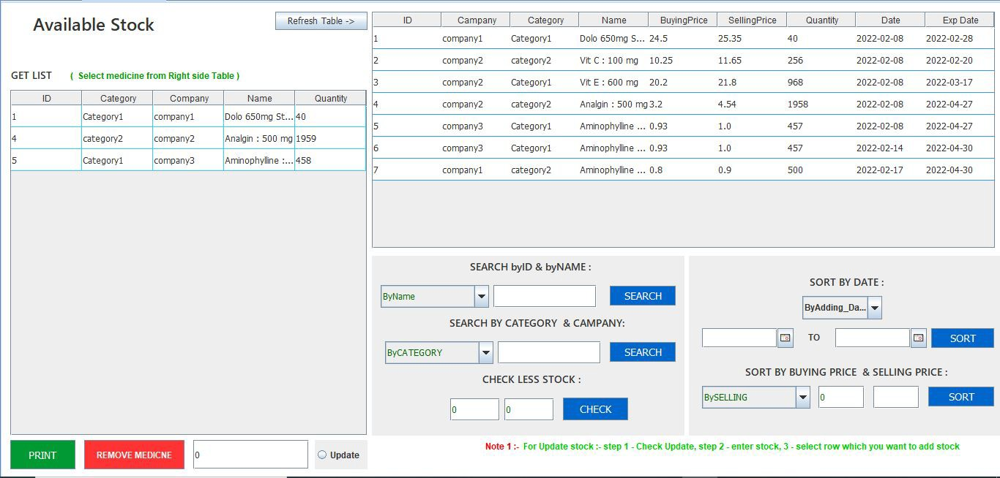 Available Stock
Refresh Table ->
GET LIST ( Select medicine from Right side Table )
ID Category Company Name Quantity
1 Category1 company1 Dolo 650mg St... 40
4 category2 company2 Analgin : 500 mg 1959
5 Category1 company3 Aminophylline :... 458
PRINT
REMOVE MEDICNE
0
Update
ID Company Category Name BuyingPrice SellingPrice Quantity Date Exp Date
1 company1 Category1 Dolo 650mg S... 24.5 25.35 40 2022-02-08 2022-02-28
2 company2 category2 Vit C : 100 mg 10.25 11.65 256 2022-02-08 2022-02-20
3 company2 Category1 Vit E : 600 mg 20.2 21.8 968 2022-02-08 2022-03-17
4 company2 category2 Analgin : 500 mg 3.2 4.54 1958 2022-02-08 2022-04-27
5 company3 Category1 Aminophylline ... 0.93 1.0 457 2022-02-08 2022-04-27
6 company3 Category1 Aminophylline ... 0.93 1.0 457 2022-02-14 2022-04-30
7 company1 category2 Aminophylline ... 0.8 0.9 500 2022-02-17 2022-04-30
SEARCH byID & byNAME :
ByName SEARCH
SEARCH BY CATEGORY & COMPANY:
ByCATEGORY SEARCH
CHECK LESS STOCK :
0 0 CHECK
SORT BY DATE :
ByAdding_Da...
TO SORT
SORT BY BUYING PRICE & SELLING PRICE :
BySELLING 0 SORT
Note 1 :- For Update stock :- step 1 - Check Update, step 2 - enter stock, 3 - select row which you want to add stock